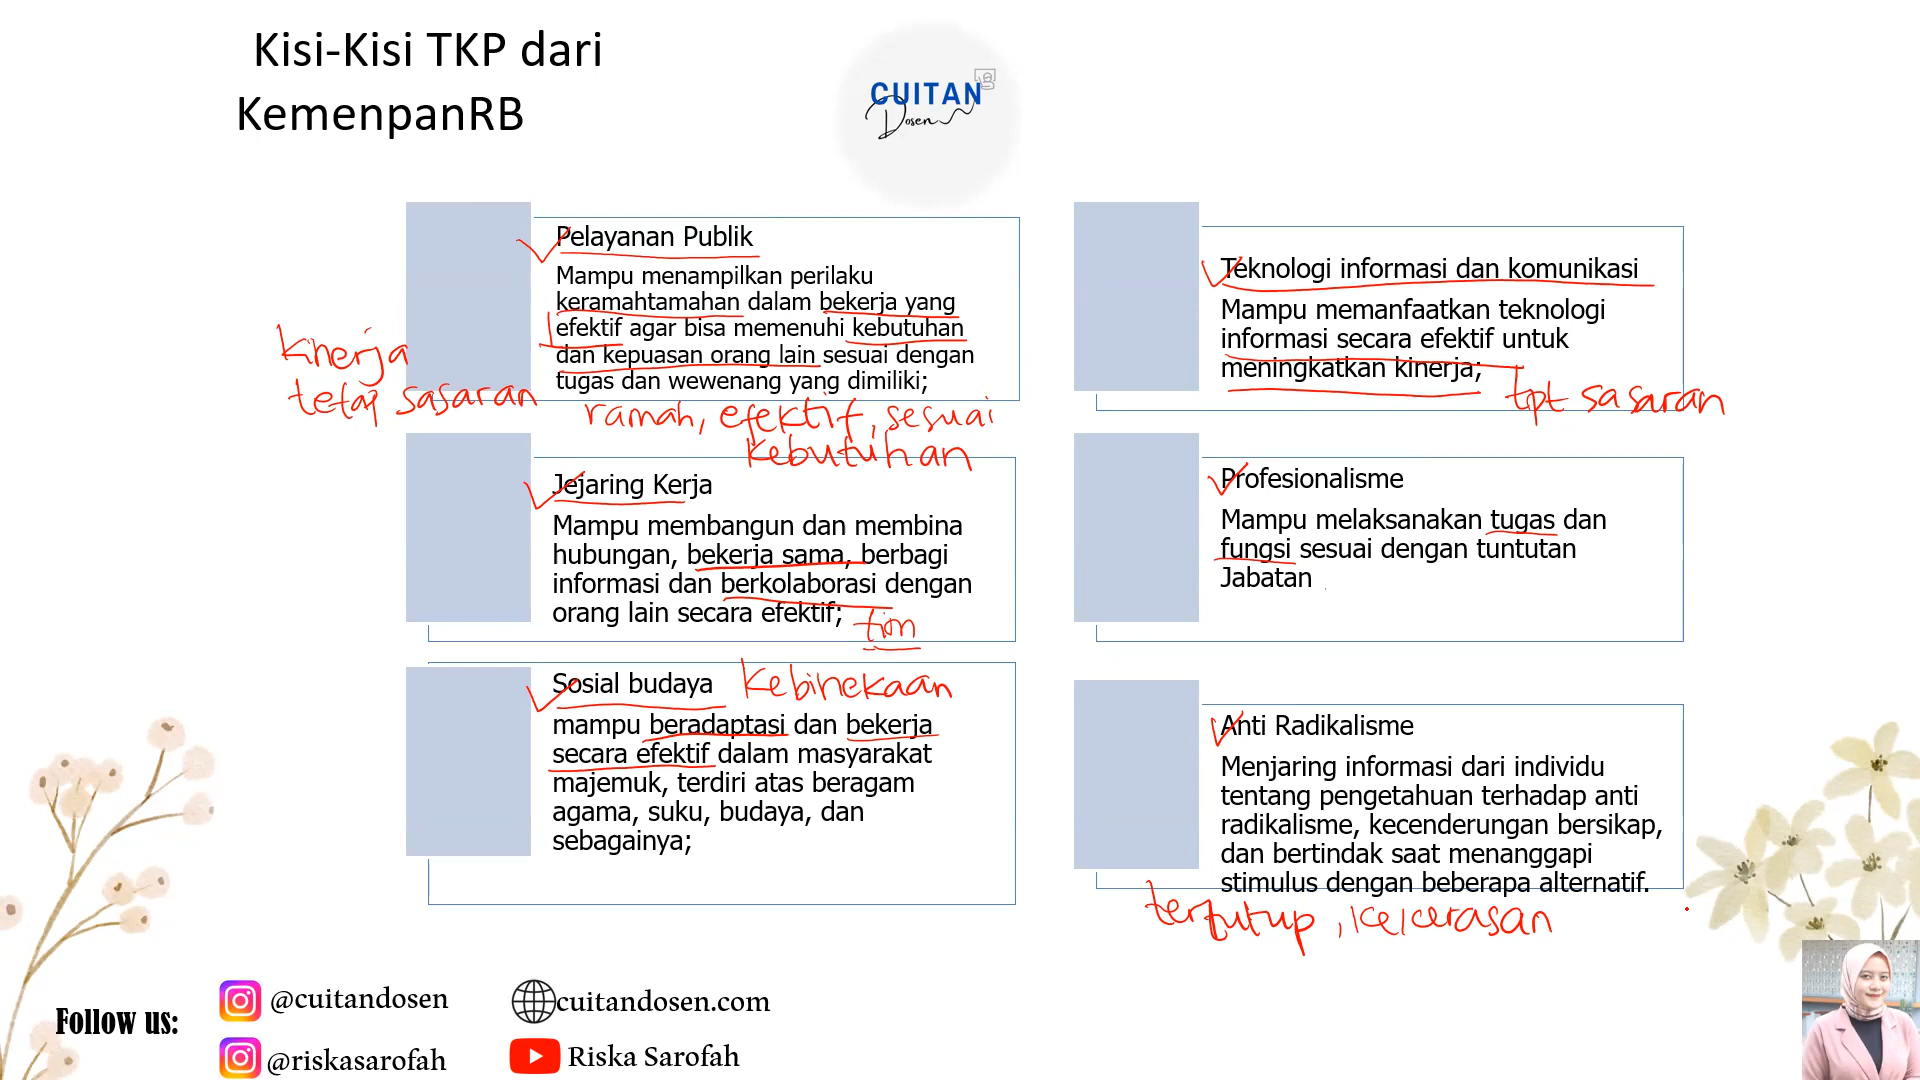 Kisi-Kisi TKP dari
KemenpanRB
CUITAN
Dosen
Pelayanan Publik
Mampu menampilkan perilaku
keramahtamahan dalam bekerja yang
efektif agar bisa memenuhi kebutuhan
dan kepuasan orang lain sesuai dengan
tugas dan wewenang yang dimiliki;
Kinerja
tetap sasaran
ramah, efektif, sesuai
kebutuhan
Jejaring Kerja
Mampu membangun dan membina
hubungan, bekerja sama, berbagi
informasi dan berkolaborasi dengan
orang lain secara efektif;
tim
Sosial budaya
Kebinekaan
mampu beradaptasi dan bekerja
secara efektif dalam masyarakat
majemuk, terdiri atas beragam
agama, suku, budaya, dan
sebagainya;
Teknologi informasi dan komunikasi
Mampu memanfaatkan teknologi
informasi secara efektif untuk
meningkatkan kinerja;
tpt sasaran
Profesionalisme
Mampu melaksanakan tugas dan
fungsi sesuai dengan tuntutan
Jabatan
Anti Radikalisme
Menjaring informasi dari individu
tentang pengetahuan terhadap anti
radikalisme, kecenderungan bersikap,
dan bertindak saat menanggapi
stimulus dengan beberapa alternatif.
tertutup, kekerasan
Follow us:
@cuitandosen
cuitandosen.com
@riskasarofah
Riska Sarofah